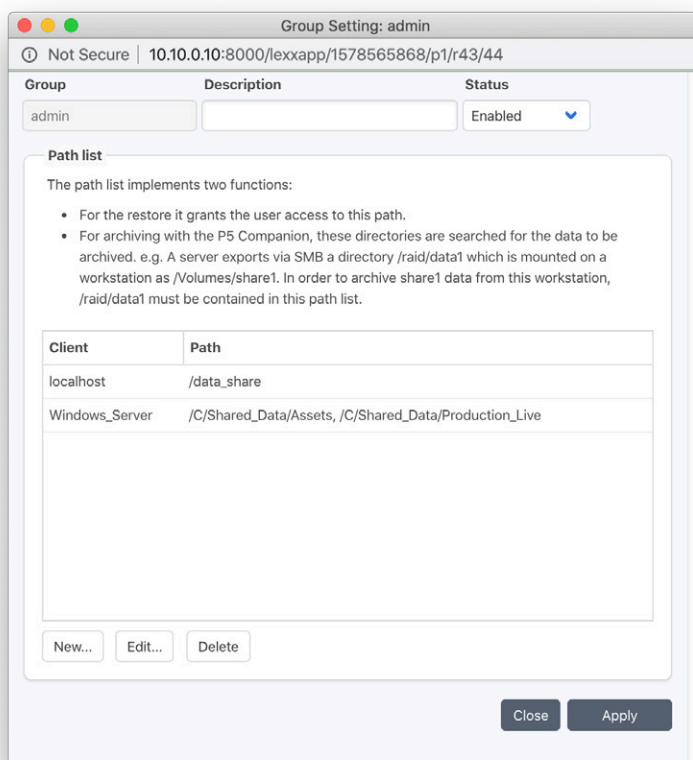 Group Setting: admin
Not Secure | 10.10.0.10:8000/lexxapp/1578565868/p1/r43/44
Group Description Status
admin Enabled
Path list
The path list implements two functions:
• For the restore it grants the user access to this path.
• For archiving with the P5 Companion, these directories are searched for the data to be
archived. e.g. A server exports via SMB a directory /raid/data1 which is mounted on a
workstation as /Volumes/share1. In order to archive share1 data from this workstation,
/raid/data1 must be contained in this path list.
Client Path
localhost /data_share
Windows_Server /C/Shared_Data/Assets, /C/Shared_Data/Production_Live
New... Edit... Delete
Close Apply